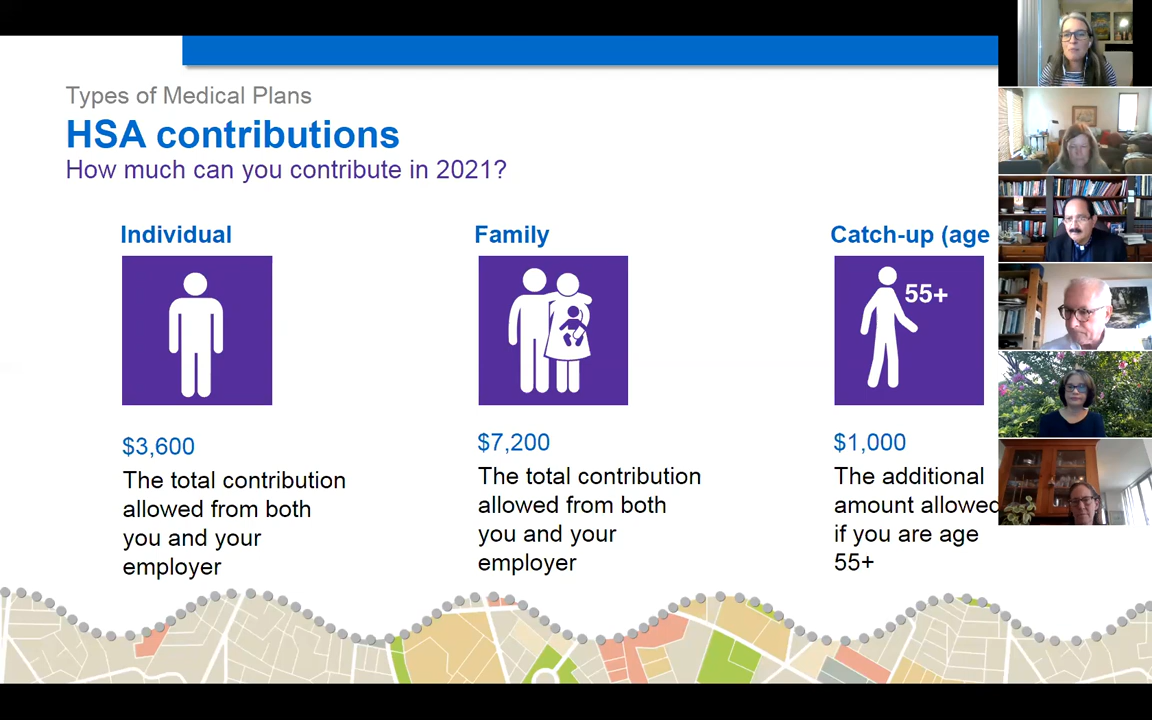 Types of Medical Plans
HSA contributions
How much can you contribute in 2021?
Individual
Family
Catch-up (age
55+
$3,600
The total contribution
allowed from both
you and your
employer
$7,200
The total contribution
allowed from both
you and your
employer
$1,000
The additional
amount allowed
if you are age
55+